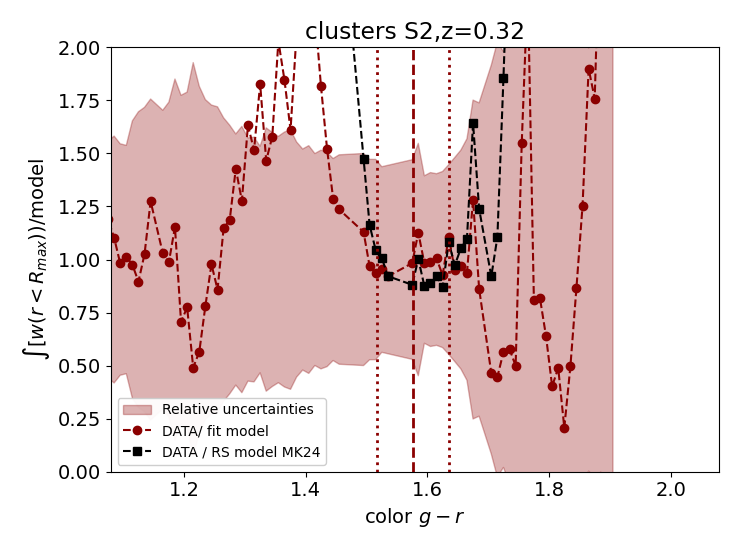 clusters S2,z=0.32
∫[w(r < R_{max}))/model
2.00
1.75
1.50
1.25
1.00
0.75
0.50
0.25
0.00
Relative uncertainties
DATA/ fit model
DATA / RS model MK24
1.2 1.4 1.6 1.8 2.0
color g − r